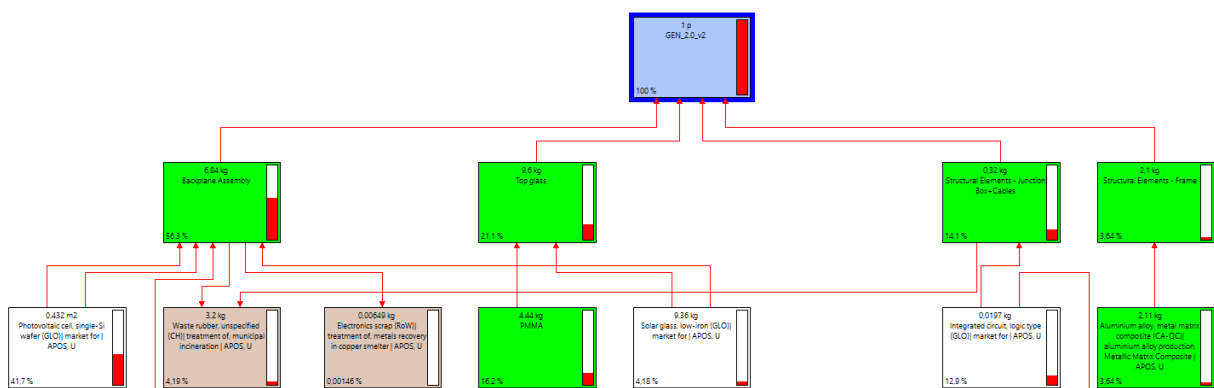 1 p
GEN_2.0_v2
100 %
6,84 kg
Backplane Assembly
56,3 %
9,6 kg
Top glass
21,1 %
0,32 kg
Structural Elements - Junction
Box+Cables
14,1 %
2,1 kg
Structural Elements - Frame
3,64 %
0,432 m2
Photovoltaic cell, single-Si
wafer {GLO}| market for |
APOS, U
41,7 %
3,2 kg
Waste rubber, unspecified
{CH}| treatment of, municipal
incineration | APOS, U
4,19 %
0,00649 kg
Electronics scrap {RoW}|
treatment of, metals recovery
in copper smelter | APOS, U
0,00146 %
4,44 kg
PMMA
16,2 %
9,36 kg
Solar glass, low-iron {GLO}|
market for | APOS, U
4,18 %
0,0197 kg
Integrated circuit, logic type
{GLO}| market for | APOS, U
12,9 %
2,11 kg
Aluminium alloy, metal matrix
composite {CA-QC}|
aluminium alloy production,
Metallic Matrix Composite |
APOS, U
3,64 %